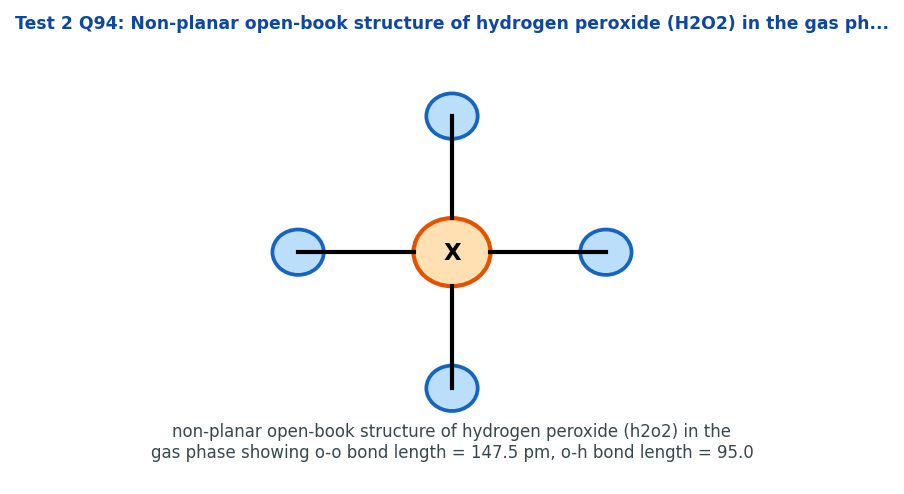 Test 2 Q94: Non-planar open-book structure of hydrogen peroxide (H2O2) in the gas ph...
X
non-planar open-book structure of hydrogen peroxide (h2o2) in the
gas phase showing o-o bond length = 147.5 pm, o-h bond length = 95.0